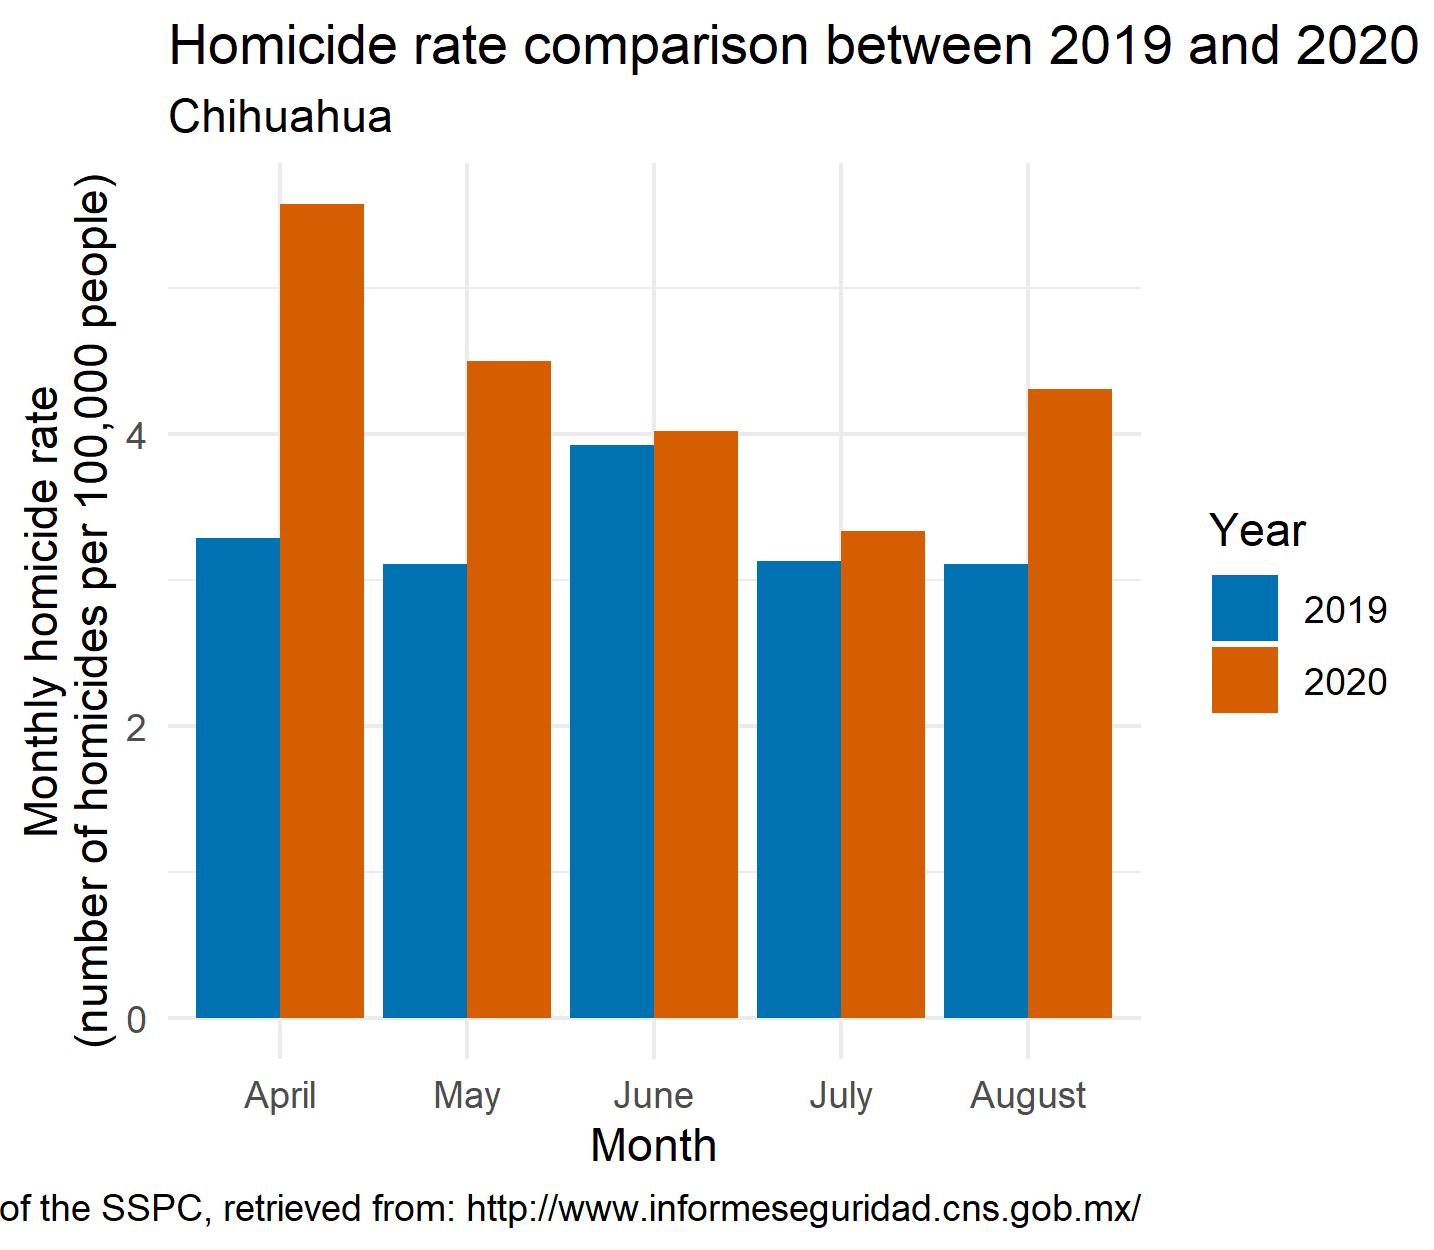 Homicide rate comparison between 2019 and 2020
Chihuahua
Monthly homicide rate
(number of homicides per 100,000 people)
4
2
0
April May June July August
Month
Year
2019
2020
of the SSPC, retrieved from: http://www.informeseguridad.cns.gob.mx/